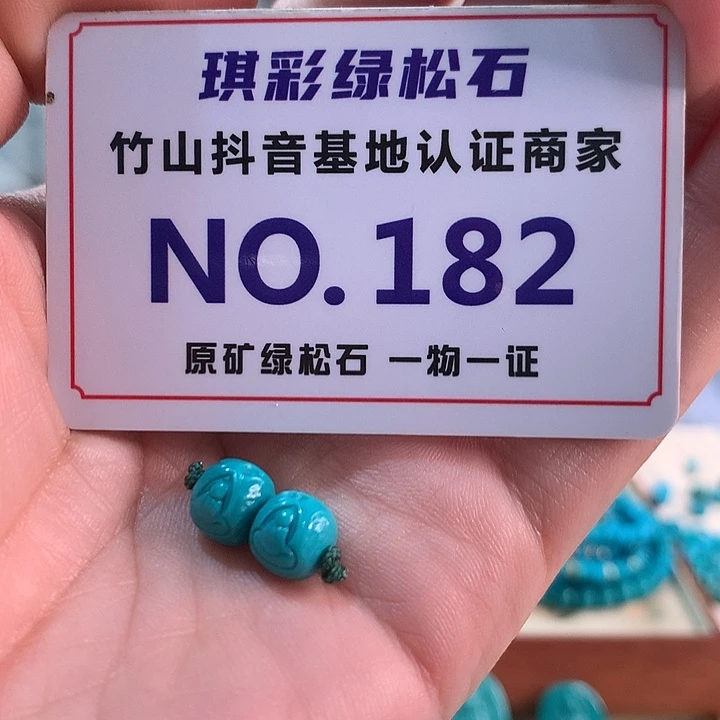 琪彩绿松石
竹山抖音基地认证商家
NO.182
原矿绿松石 一物一证